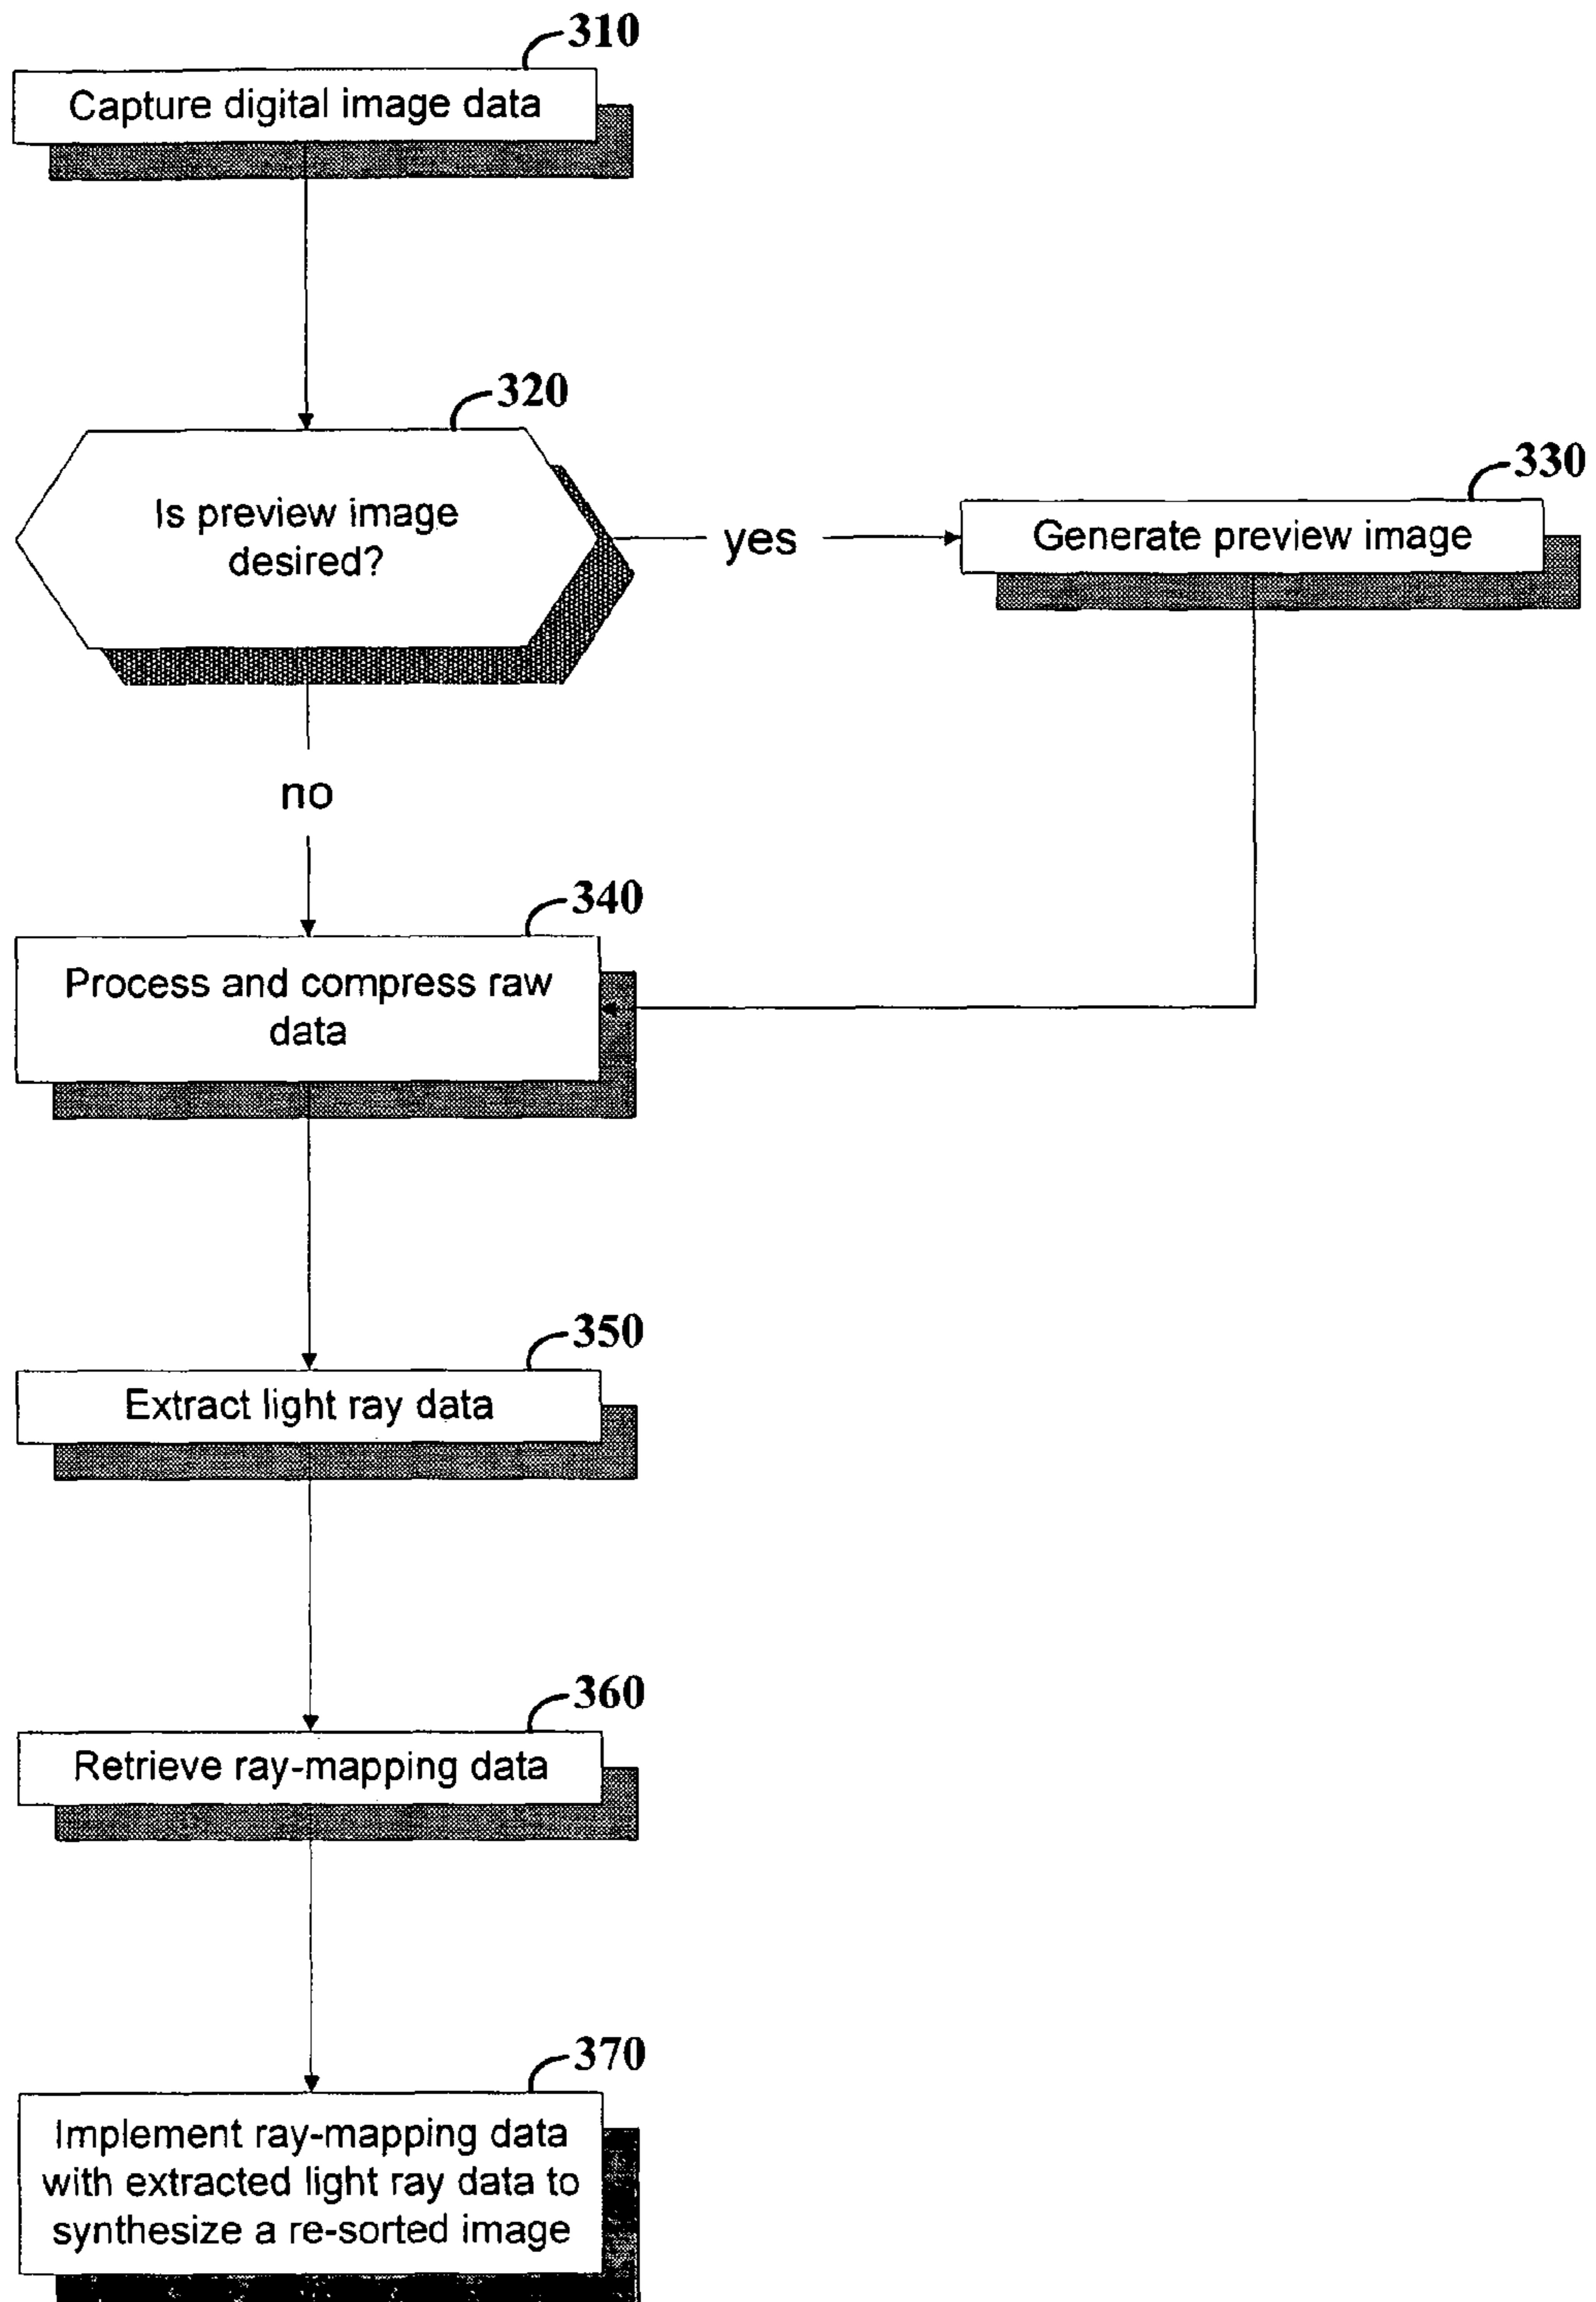 310
Capture digital image data
320
Is preview image
desired?
yes
330
Generate preview image
no
340
Process and compress raw
data
350
Extract light ray data
360
Retrieve ray-mapping data
370
Implement ray-mapping data
with extracted light ray data to
synthesize a re-sorted image